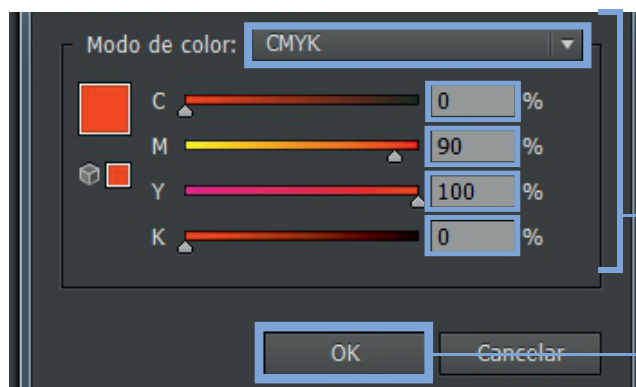 Modo de color: CMYK
C 0 %
M 90 %
Y 100 %
K 0 %
OK Cancelar